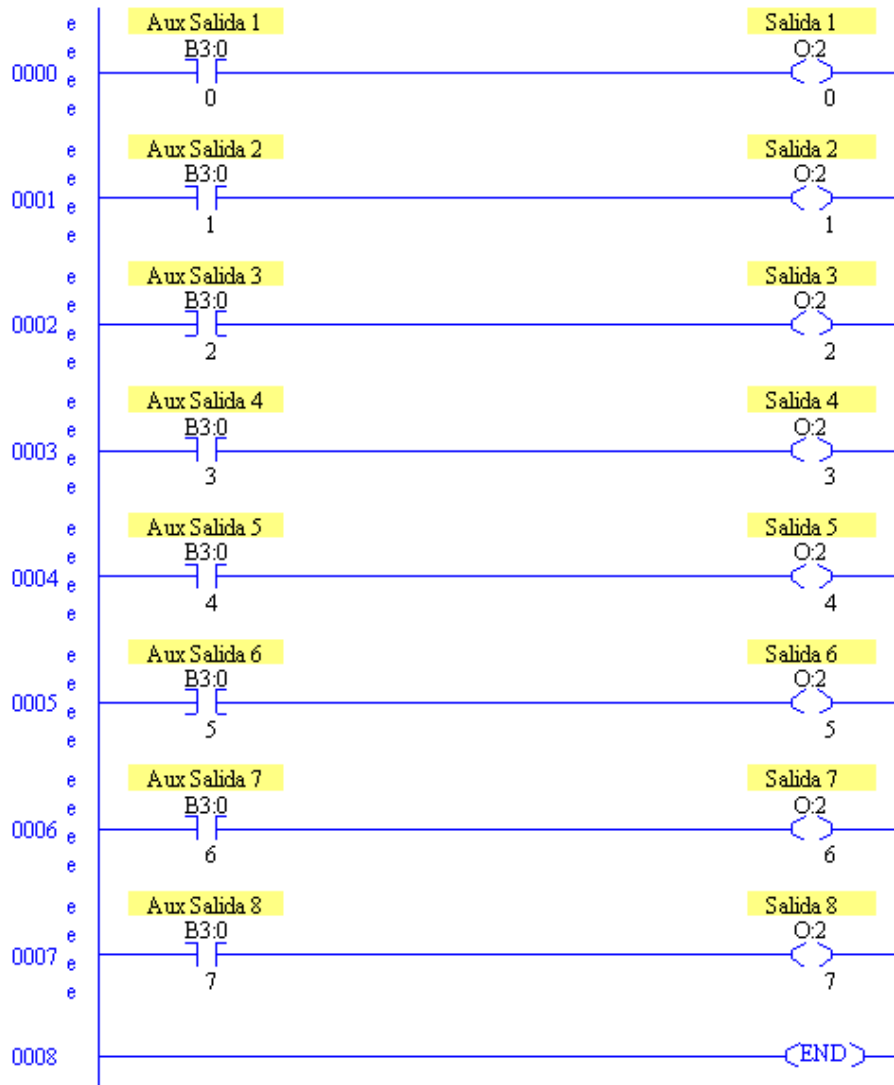 e
Aux Salida 1 Salida 1
e
B3:0 O:2
0000 e
e
0 0
e
Aux Salida 2 Salida 2
e
B3:0 O:2
0001 e
e
1 1
e
Aux Salida 3 Salida 3
e
B3:0 O:2
0002 e
e
2 2
e
Aux Salida 4 Salida 4
e
B3:0 O:2
0003 e
e
3 3
e
Aux Salida 5 Salida 5
e
B3:0 O:2
0004 e
e
4 4
e
Aux Salida 6 Salida 6
e
B3:0 O:2
0005 e
e
5 5
e
Aux Salida 7 Salida 7
e
B3:0 O:2
0006 e
e
6 6
e
Aux Salida 8 Salida 8
e
B3:0 O:2
0007 e
e
7 7
0008 END